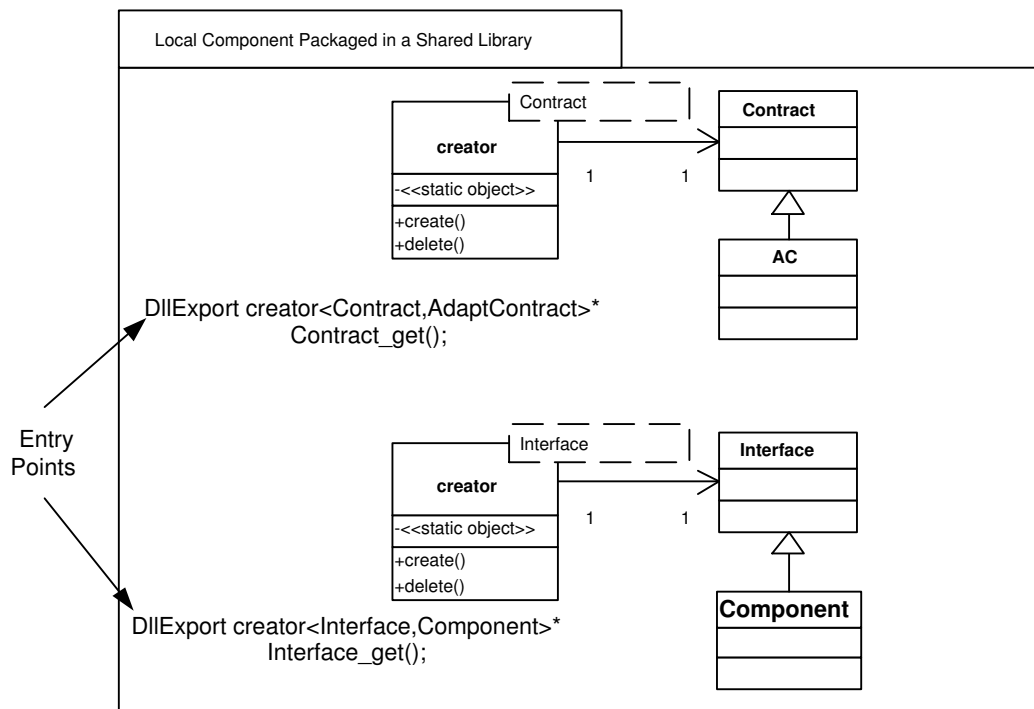 Local Component Packaged in a Shared Library
Contract
creator
-<<static object>>
+create()
+delete()
1
1
Contract
AC
DllExport creator<Contract,AdaptContract>*
Contract_get();
Entry
Points
Interface
creator
-<<static object>>
+create()
+delete()
1
1
Interface
Component
DllExport creator<Interface,Component>*
Interface_get();